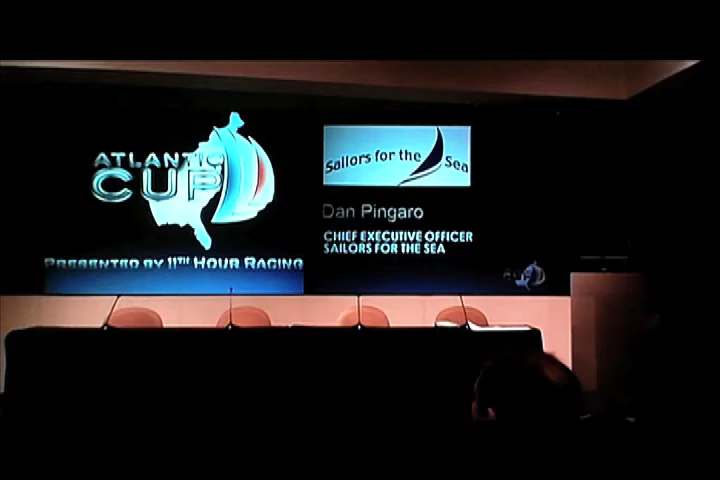 ATLANTIC
CUP
PRESENTED BY 11TH HOUR RACING
Sailors for the Sea
Dan Pingaro
CHIEF EXECUTIVE OFFICER
SAILORS FOR THE SEA